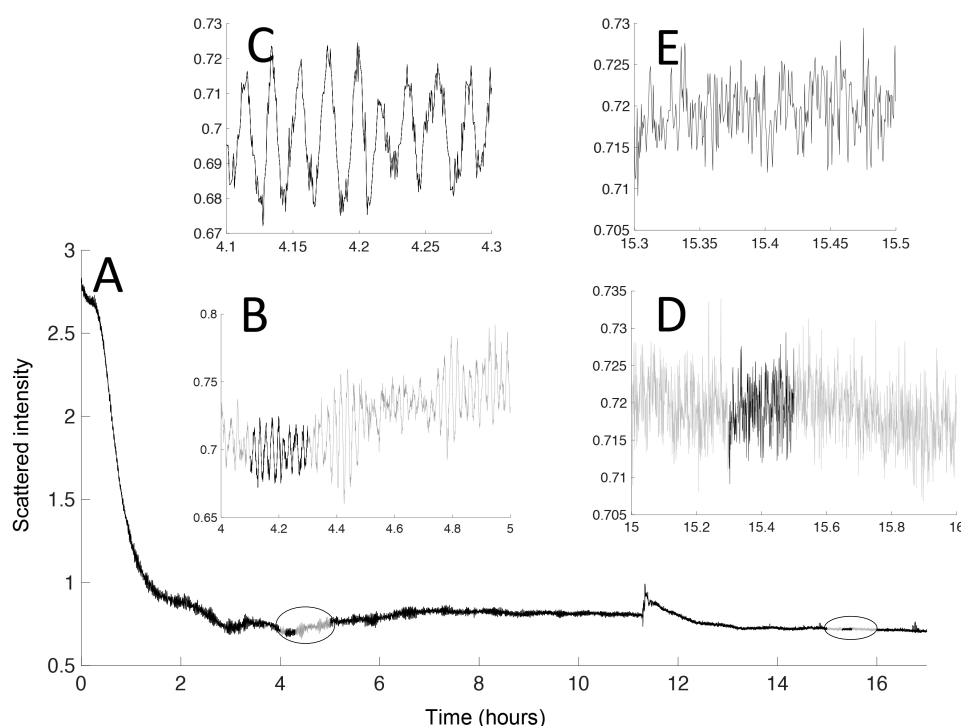 C
0.73
0.72
0.71
0.7
0.69
0.68
0.67
4.1 4.15 4.2 4.25 4.3
E
0.73
0.725
0.72
0.715
0.71
0.705
15.3 15.35 15.4 15.45 15.5
B
0.8
0.75
0.7
0.65
4 4.2 4.4 4.6 4.8 5
D
0.735
0.73
0.725
0.72
0.715
0.71
0.705
15 15.2 15.4 15.6 15.8 16
A
3
2.5
2
1.5
1
0.5
0 2 4 6 8 10 12 14 16
Scattered intensity
Time (hours)